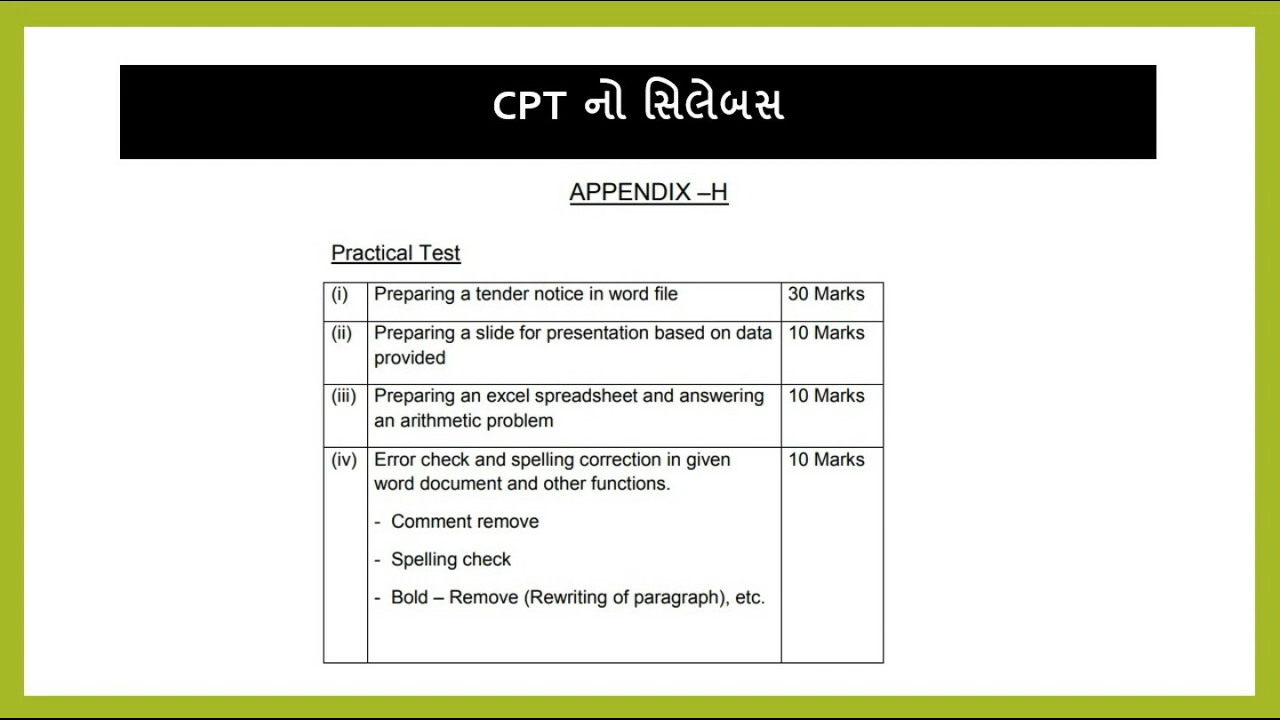 CPT નો સિલેબસ
APPENDIX –H
Practical Test
(i) Preparing a tender notice in word file 30 Marks
(ii) Preparing a slide for presentation based on data 10 Marks
provided
(iii) Preparing an excel spreadsheet and answering 10 Marks
an arithmetic problem
(iv) Error check and spelling correction in given 10 Marks
word document and other functions.
- Comment remove
- Spelling check
- Bold – Remove (Rewriting of paragraph), etc.